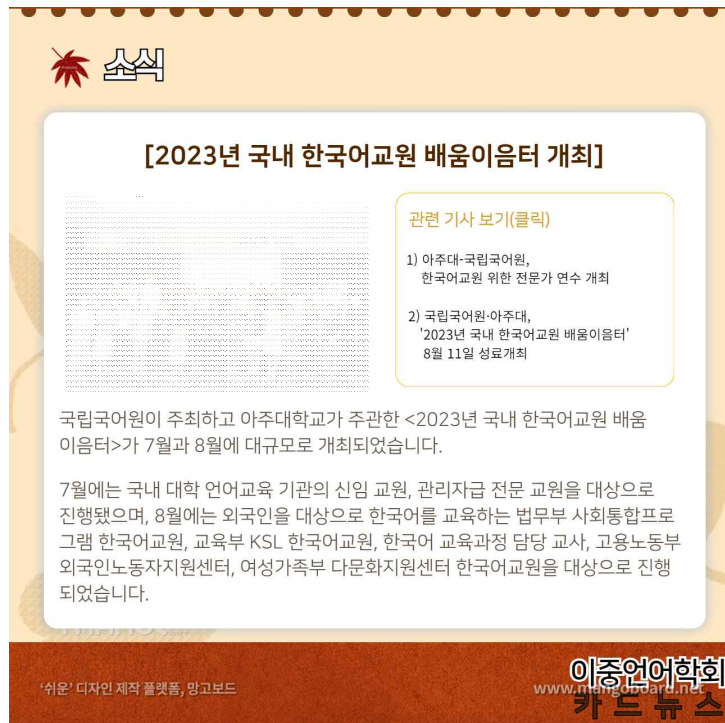 소식
[2023년 국내 한국어교원 배움이음터 개최]
관련 기사 보기(클릭)
1) 아주대-국립국어원,
한국어교원 위한 전문가 연수 개최
2) 국립국어원·아주대,
'2023년 국내 한국어교원 배움이음터'
8월 11일 성료개최
국립국어원이 주최하고 아주대학교가 주관한 <2023년 국내 한국어교원 배움
이음터>가 7월과 8월에 대규모로 개최되었습니다.
7월에는 국내 대학 언어교육 기관의 신임 교원, 관리자급 전문 교원을 대상으로
진행됐으며, 8월에는 외국인을 대상으로 한국어를 교육하는 법무부 사회통합프로
그램 한국어교원, 교육부 KSL 한국어교원, 한국어 교육과정 담당 교사, 고용노동부
외국인노동자지원센터, 여성가족부 다문화지원센터 한국어교원을 대상으로 진행
되었습니다.
이중언어학회
'쉬운' 디자인 제작 플랫폼, 망고보드
www.mangoboard.net
카드뉴스